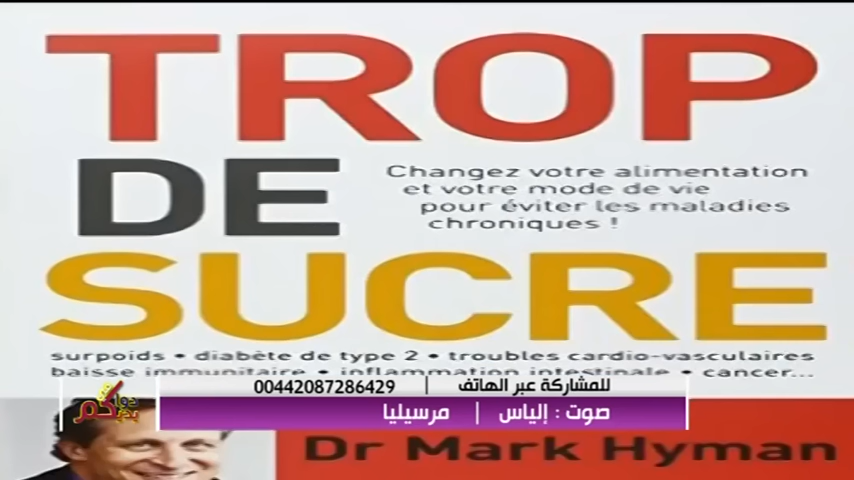 TROP
DE
Changez votre alimentation
et votre mode de vie
pour éviter les maladies
chroniques !
SUCRE
surpoids • diabète de type 2 • troubles cardio-vasculaires
baisse immunitaire • inflammation intestinale • cancer...
للمشاركة عبر الهاتف | 00442087286429
صوت : إلياس | مرسيليا
Dr Mark Hyman